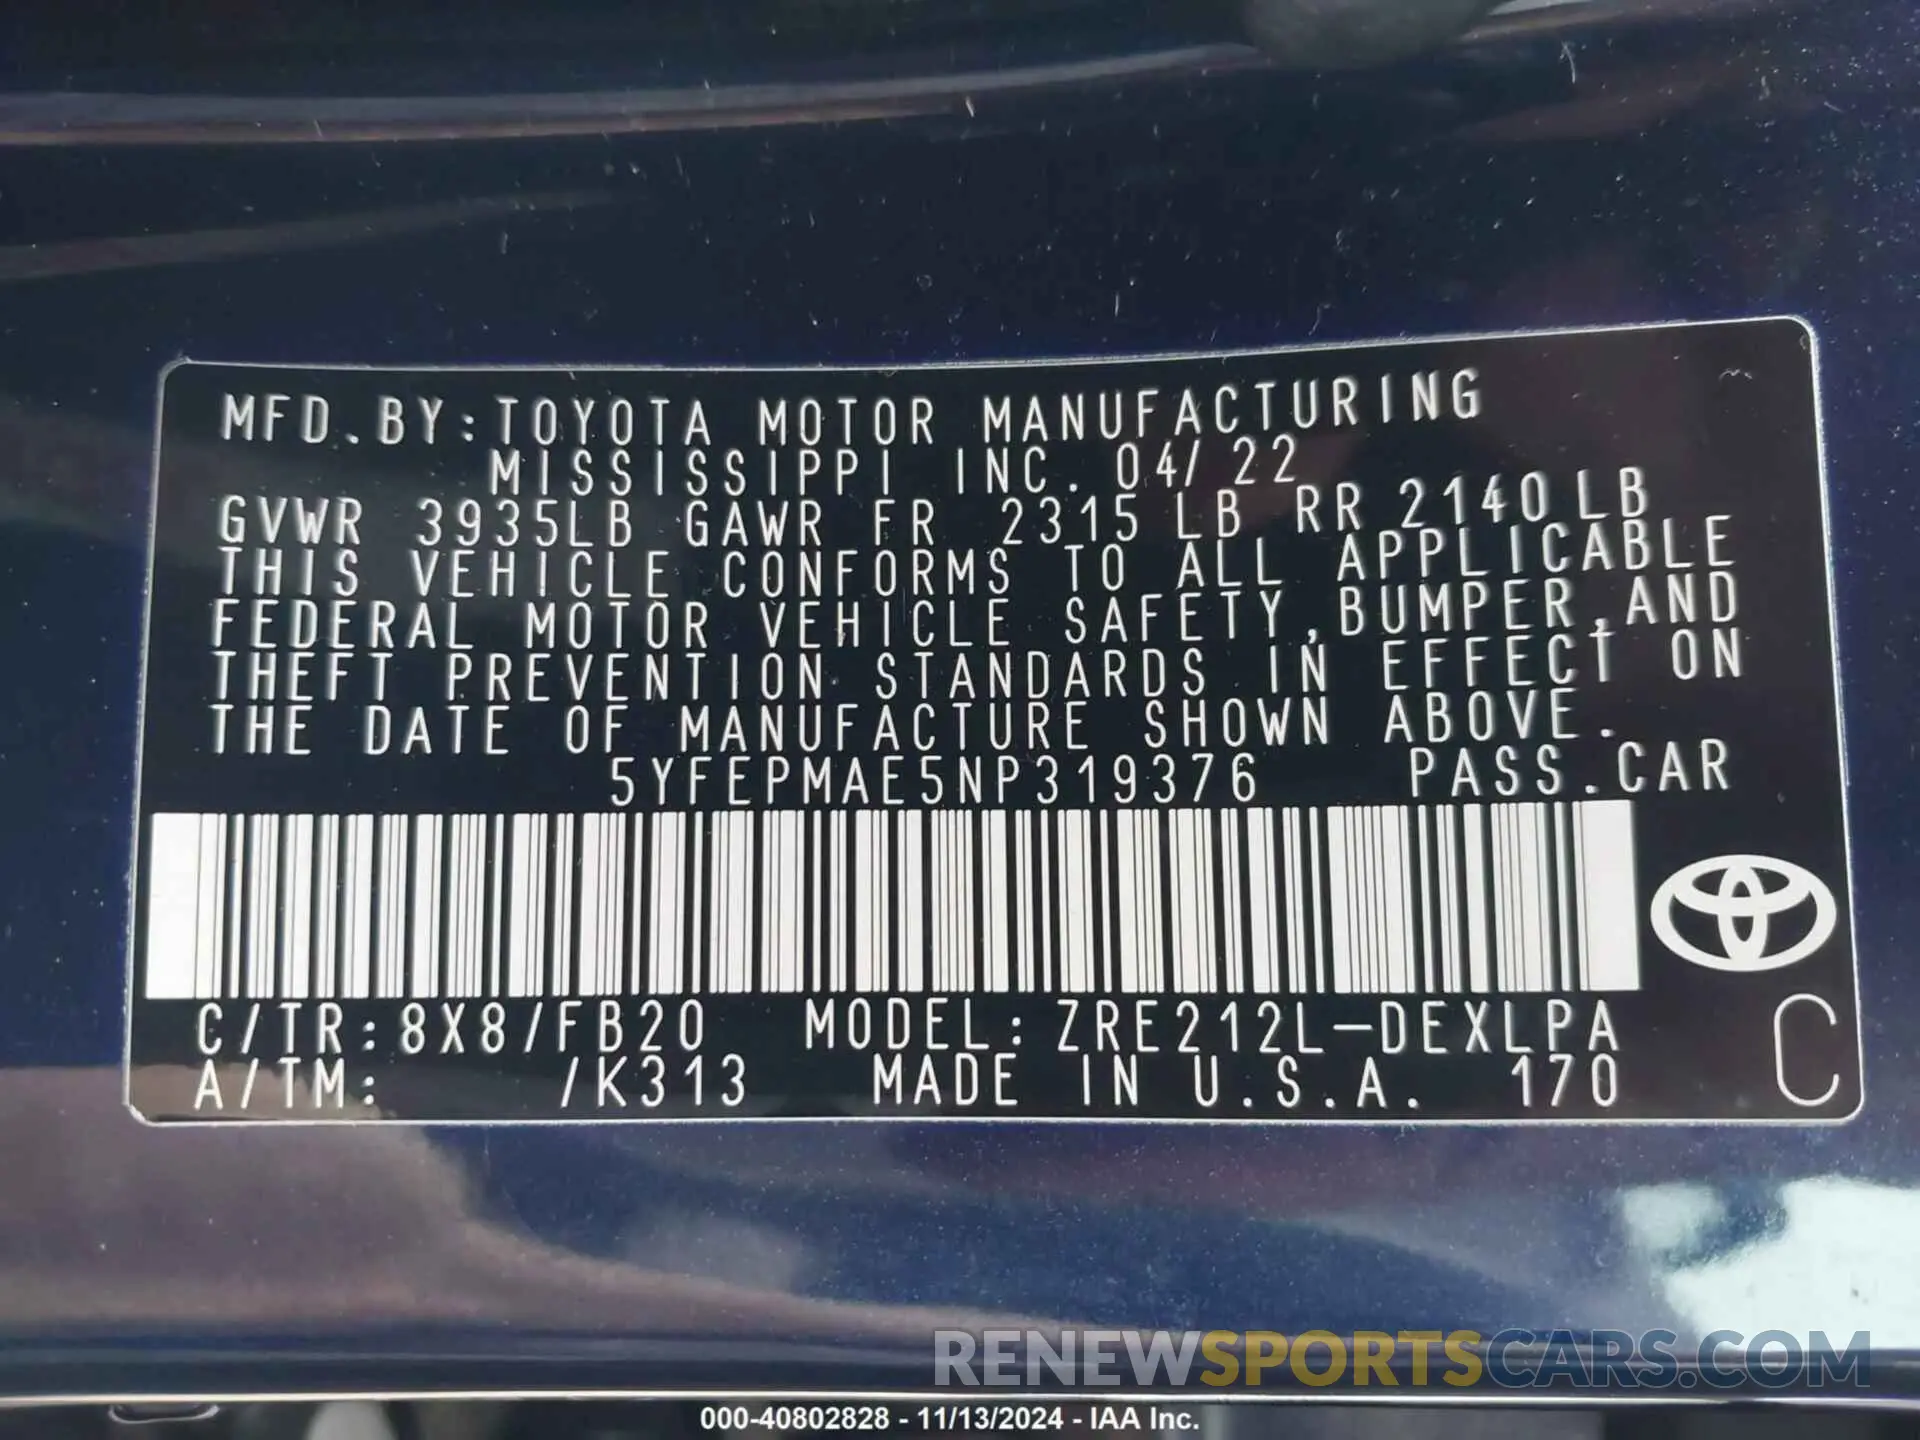 MFD.BY:TOYOTA MOTOR MANUFACTURING
MISSISSIPPI INC. 04/22
GVWR 3935LB GAWR FR 2315 LB RR 2140LB
THIS VEHICLE CONFORMS TO ALL APPLICABLE
FEDERAL MOTOR VEHICLE SAFETY,BUMPER,AND
THEFT PREVENTION STANDARDS IN EFFECT ON
THE DATE OF MANUFACTURE SHOWN ABOVE.
5YFEPMAE5NP319376 PASS.CAR
C/TR:8X8/FB20 MODEL:ZRE212L-DEXLPA
A/TM: /K313 MADE IN U.S.A. 170
C
RENEWSPORTSCARS.COM
000-40802828 - 11/13/2024 - IAA Inc.